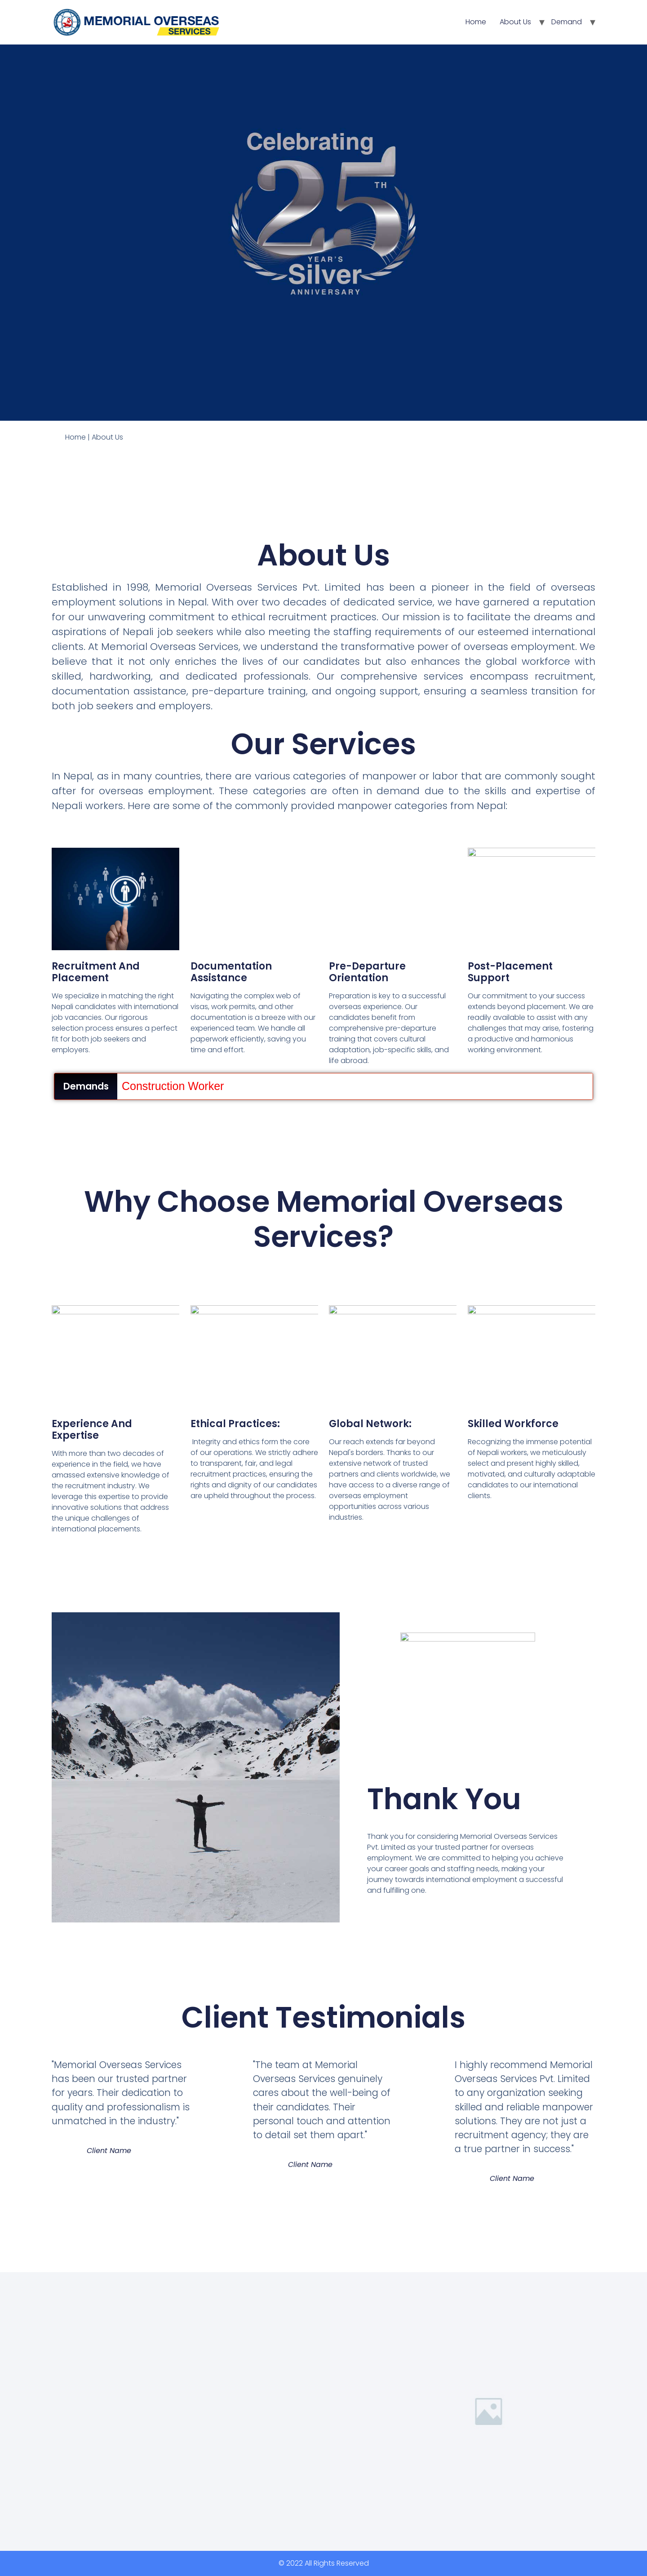 MEMORIAL OVERSEAS
SERVICES
Home About Us ▼ Demand ▼
Celebrating
25
TH
YEAR'S
Silver
ANNIVERSARY
Home | About Us
About Us
Established in 1998, Memorial Overseas Services Pvt. Limited has been a pioneer in the field of overseas
employment solutions in Nepal. With over two decades of dedicated service, we have garnered a reputation
for our unwavering commitment to ethical recruitment practices. Our mission is to facilitate the dreams and
aspirations of Nepali job seekers while also meeting the staffing requirements of our esteemed international
clients. At Memorial Overseas Services, we understand the transformative power of overseas employment. We
believe that it not only enriches the lives of our candidates but also enhances the global workforce with
skilled, hardworking, and dedicated professionals. Our comprehensive services encompass recruitment,
documentation assistance, pre-departure training, and ongoing support, ensuring a seamless transition for
both job seekers and employers.
Our Services
In Nepal, as in many countries, there are various categories of manpower or labor that are commonly sought
after for overseas employment. These categories are often in demand due to the skills and expertise of
Nepali workers. Here are some of the commonly provided manpower categories from Nepal:
Recruitment And
Placement
We specialize in matching the right
Nepali candidates with international
job vacancies. Our rigorous
selection process ensures a perfect
fit for both job seekers and
employers.
Documentation
Assistance
Navigating the complex web of
visas, work permits, and other
documentation is a breeze with our
experienced team. We handle all
paperwork efficiently, saving you
time and effort.
Pre-Departure
Orientation
Preparation is key to a successful
overseas experience. Our
candidates benefit from
comprehensive pre-departure
training that covers cultural
adaptation, job-specific skills, and
life abroad.
Post-Placement
Support
Our commitment to your success
extends beyond placement. We are
readily available to assist with any
challenges that may arise, fostering
a productive and harmonious
working environment.
Demands Construction Worker
Why Choose Memorial Overseas
Services?
Experience And
Expertise
With more than two decades of
experience in the field, we have
amassed extensive knowledge of
the recruitment industry. We
leverage this expertise to provide
innovative solutions that address
the unique challenges of
international placements.
Ethical Practices:
Integrity and ethics form the core
of our operations. We strictly adhere
to transparent, fair, and legal
recruitment practices, ensuring the
rights and dignity of our candidates
are upheld throughout the process.
Global Network:
Our reach extends far beyond
Nepal's borders. Thanks to our
extensive network of trusted
partners and clients worldwide, we
have access to a diverse range of
overseas employment
opportunities across various
industries.
Skilled Workforce
Recognizing the immense potential
of Nepali workers, we meticulously
select and present highly skilled,
motivated, and culturally adaptable
candidates to our international
clients.
Thank You
Thank you for considering Memorial Overseas Services
Pvt. Limited as your trusted partner for overseas
employment. We are committed to helping you achieve
your career goals and staffing needs, making your
journey towards international employment a successful
and fulfilling one.
Client Testimonials
"Memorial Overseas Services
has been our trusted partner
for years. Their dedication to
quality and professionalism is
unmatched in the industry."
Client Name
"The team at Memorial
Overseas Services genuinely
cares about the well-being of
their candidates. Their
personal touch and attention
to detail set them apart."
Client Name
I highly recommend Memorial
Overseas Services Pvt. Limited
to any organization seeking
skilled and reliable manpower
solutions. They are not just a
recruitment agency; they are
a true partner in success."
Client Name
© 2022 All Rights Reserved